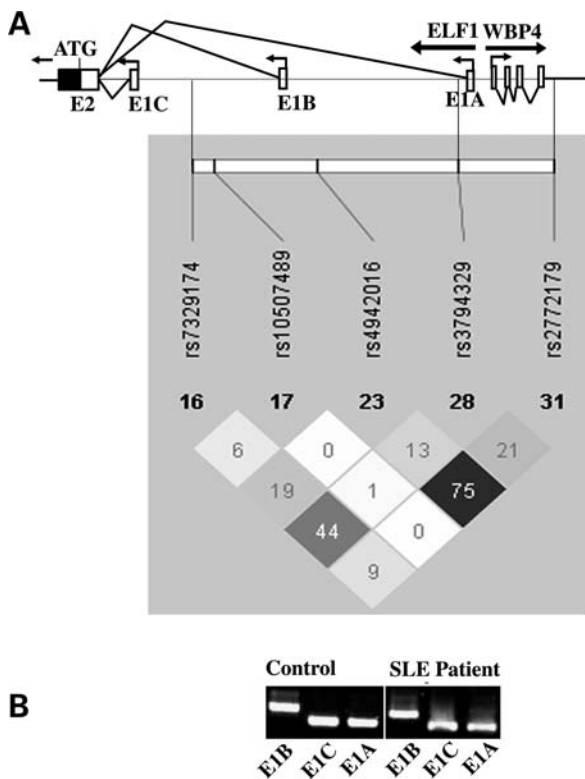 A
ELF1 WBP4
ATG
E2 E1C E1B E1A
rs7329174
rs10507489
rs4942016
rs3794329
rs2772179
16 17 23 28 31
6 0 13 21
19 1 75
44 0
9
B
Control SLE Patient
E1B E1C E1A E1B E1C E1A